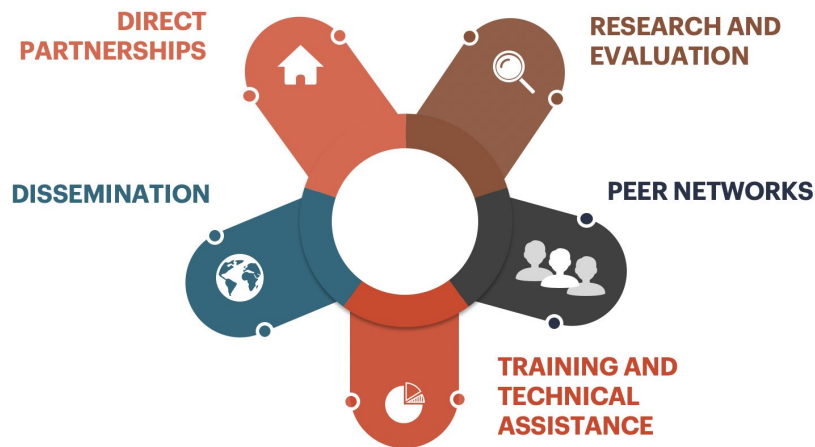 DIRECT
PARTNERSHIPS
RESEARCH AND
EVALUATION
DISSEMINATION
PEER NETWORKS
TRAINING AND
TECHNICAL
ASSISTANCE